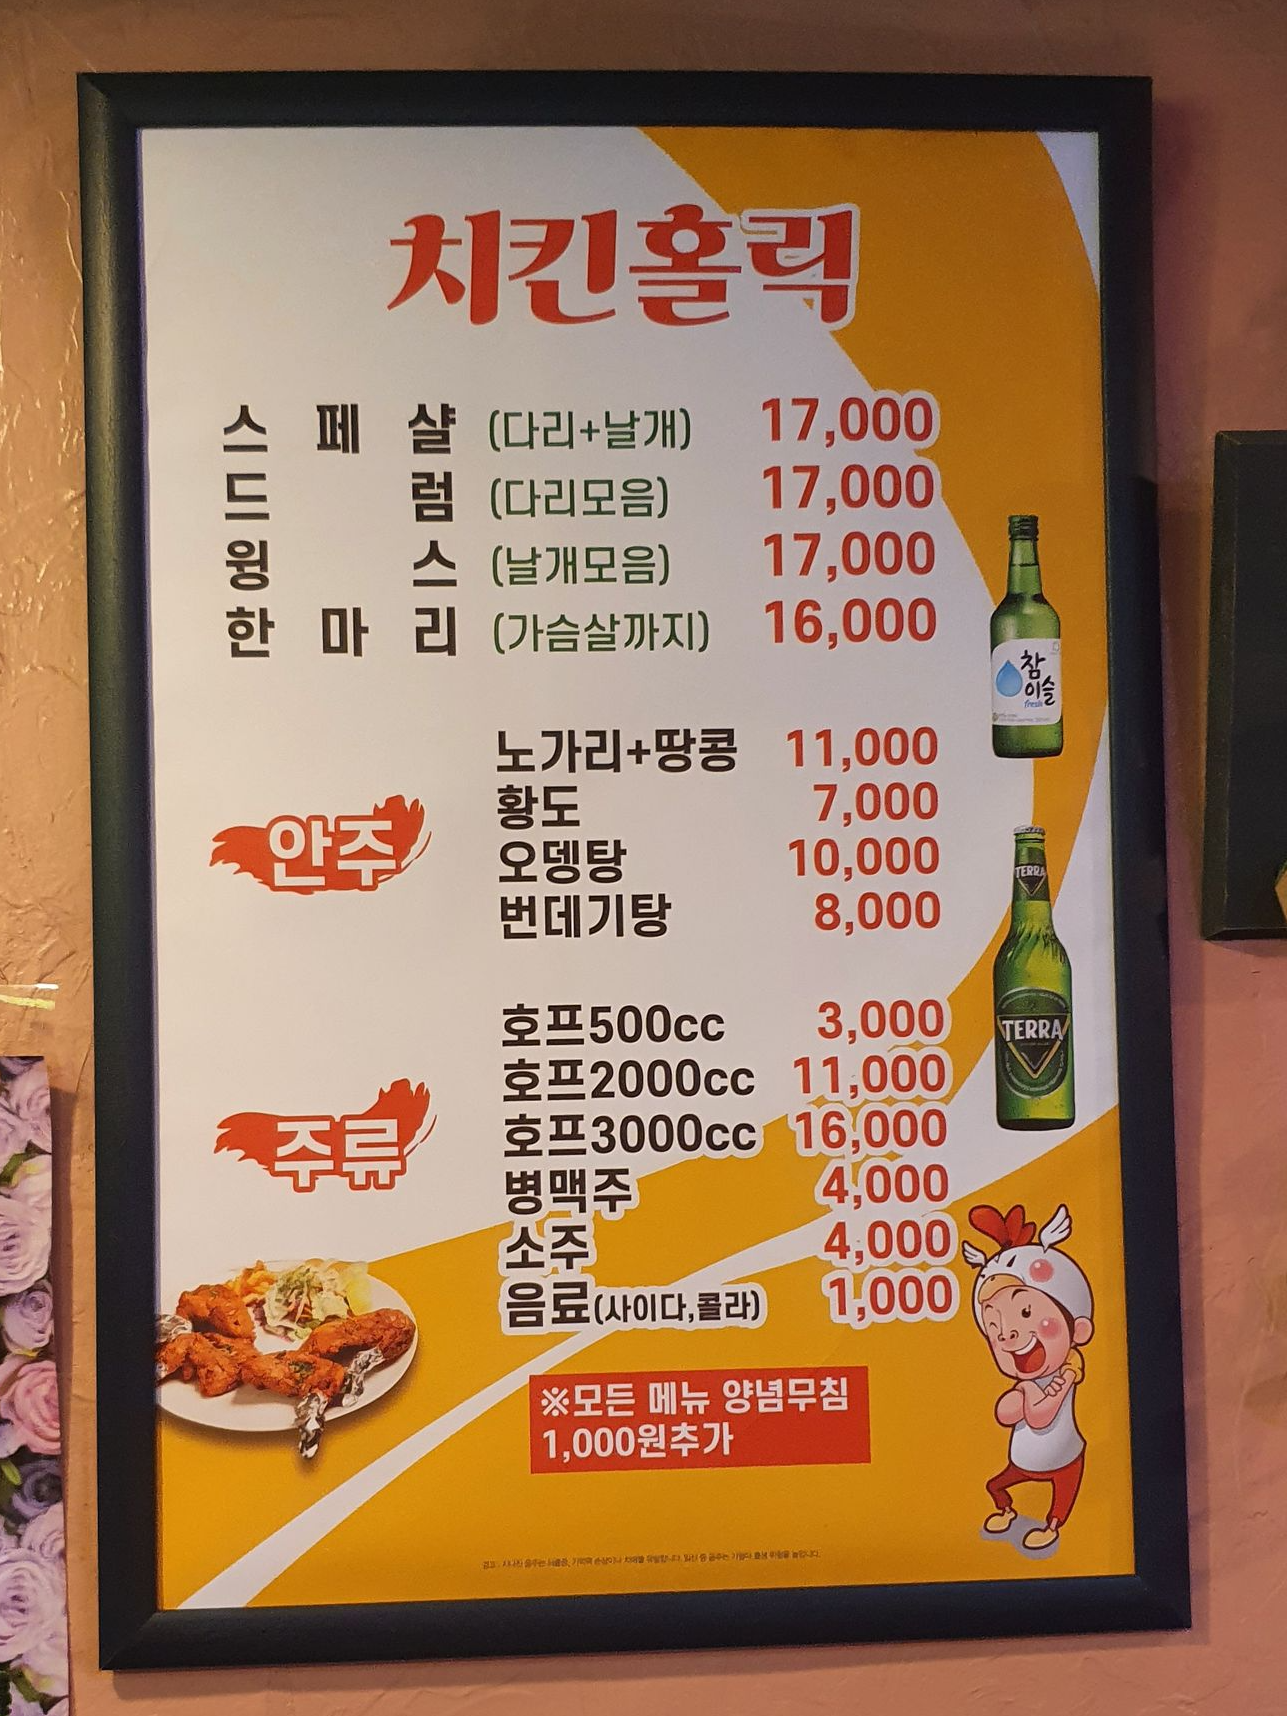 치킨홀릭
스페샬 (다리+날개) 17,000
드럼 (다리모음) 17,000
윙스 (날개모음) 17,000
한마리 (가슴살까지) 16,000
안주
노가리+땅콩 11,000
황도 7,000
오뎅탕 10,000
번데기탕 8,000
주류
호프500cc 3,000
호프2000cc 11,000
호프3000cc 16,000
병맥주 4,000
소주 4,000
음료(사이다,콜라) 1,000
※모든 메뉴 양념무침
1,000원추가
참
이슬
fresh
TERRA
TERRA